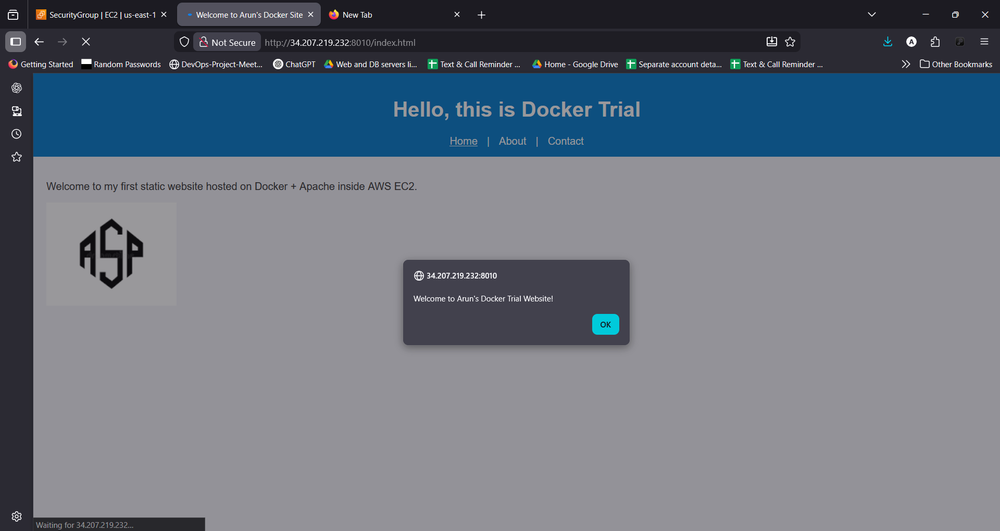 SecurityGroup | EC2 | us-east-1
Welcome to Arun's Docker Site
New Tab
Not Secure
http://34.207.219.232:8010/index.html
A
Getting Started
Random Passwords
DevOps-Project-Meet...
ChatGPT
Web and DB servers li...
Text & Call Reminder ...
Home - Google Drive
Separate account deta...
Text & Call Reminder ...
Other Bookmarks
Hello, this is Docker Trial
Home | About | Contact
Welcome to my first static website hosted on Docker + Apache inside AWS EC2.
ASP
34.207.219.232:8010
Welcome to Arun's Docker Trial Website!
OK
Waiting for 34.207.219.232...